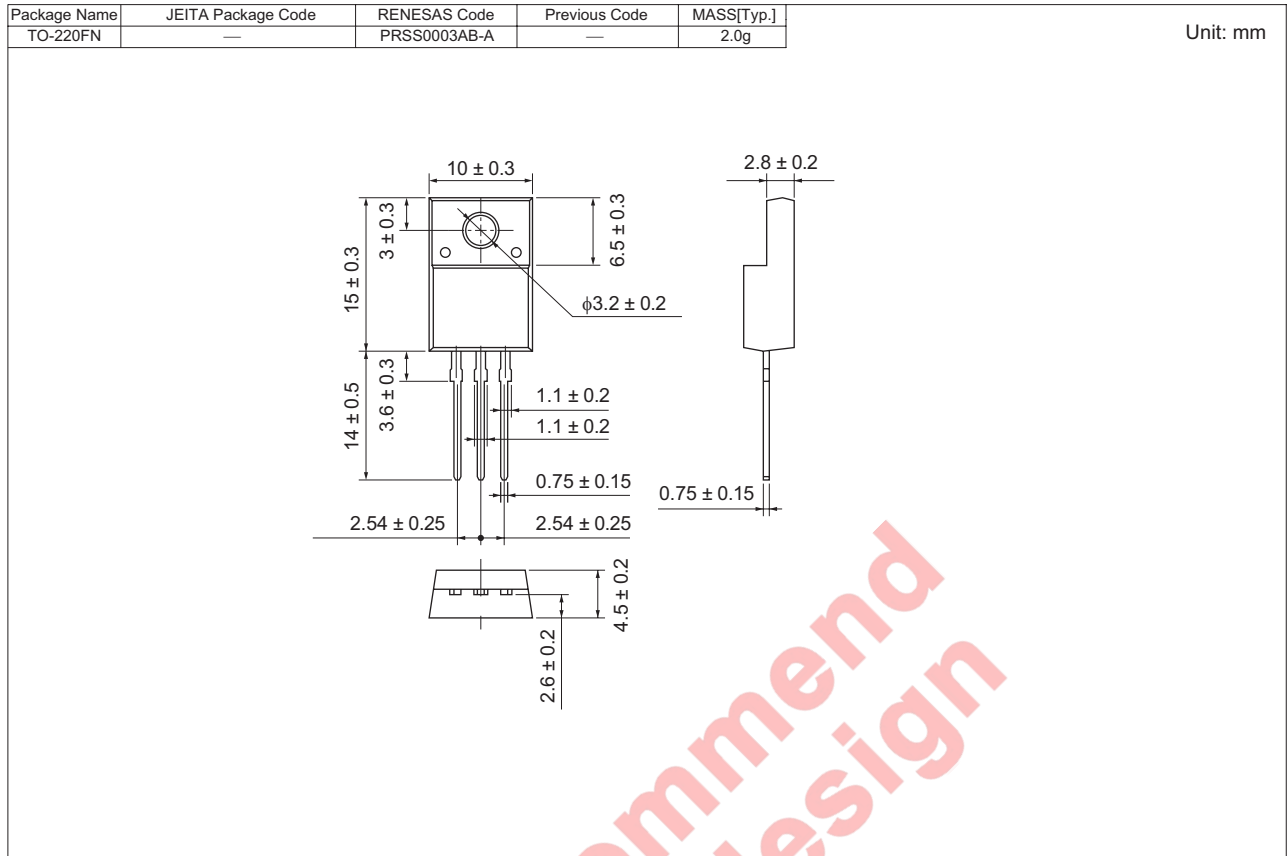 Package Name JEITA Package Code RENESAS Code Previous Code MASS[Typ.]
TO-220FN — PRSS0003AB-A — 2.0g
Unit: mm
10 ± 0.3
2.8 ± 0.2
3 ± 0.3
6.5 ± 0.3
15 ± 0.3
ϕ3.2 ± 0.2
3.6 ± 0.3
14 ± 0.5
1.1 ± 0.2
1.1 ± 0.2
0.75 ± 0.15
0.75 ± 0.15
2.54 ± 0.25
2.54 ± 0.25
4.5 ± 0.2
2.6 ± 0.2
ommend
design